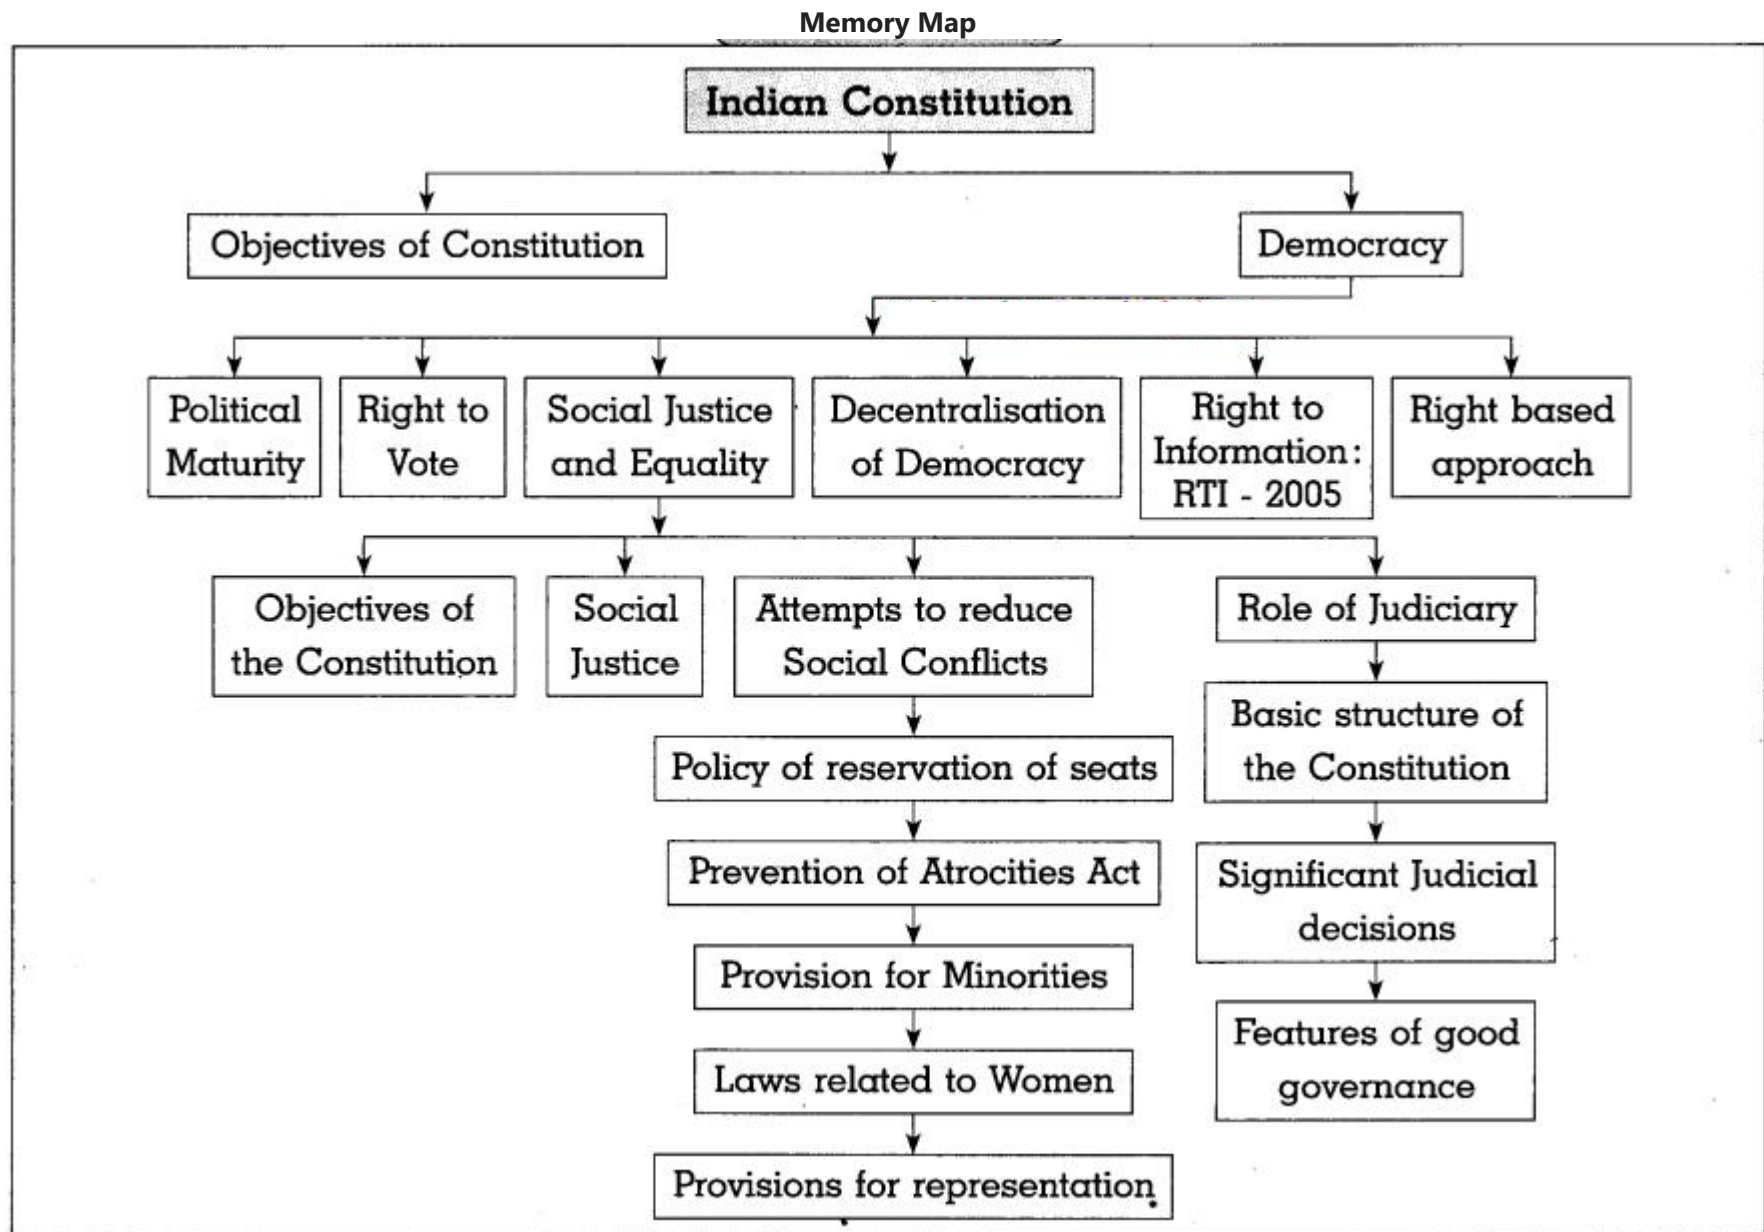 Memory Map
Indian Constitution
Objectives of Constitution
Democracy
Political
Maturity
Right to
Vote
Social Justice
and Equality
Decentralisation
of Democracy
Right to
Information:
RTI - 2005
Right based
approach
Objectives of
the Constitution
Social
Justice
Attempts to reduce
Social Conflicts
Policy of reservation of seats
Prevention of Atrocities Act
Provision for Minorities
Laws related to Women
Provisions for representation
Role of Judiciary
Basic structure of
the Constitution
Significant Judicial
decisions
Features of good
governance